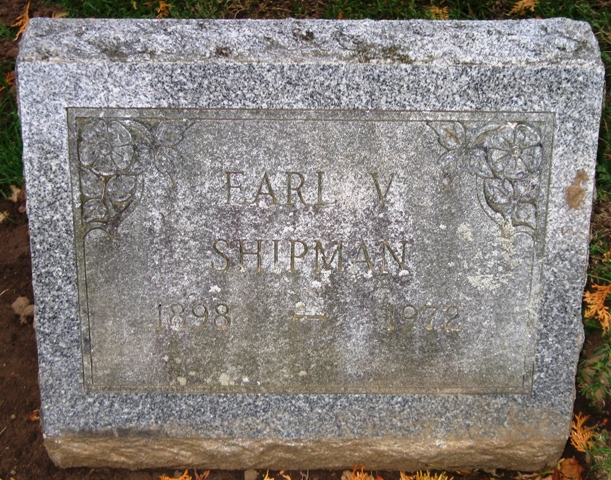 EARL V
SHIPMAN
1898 — 1972